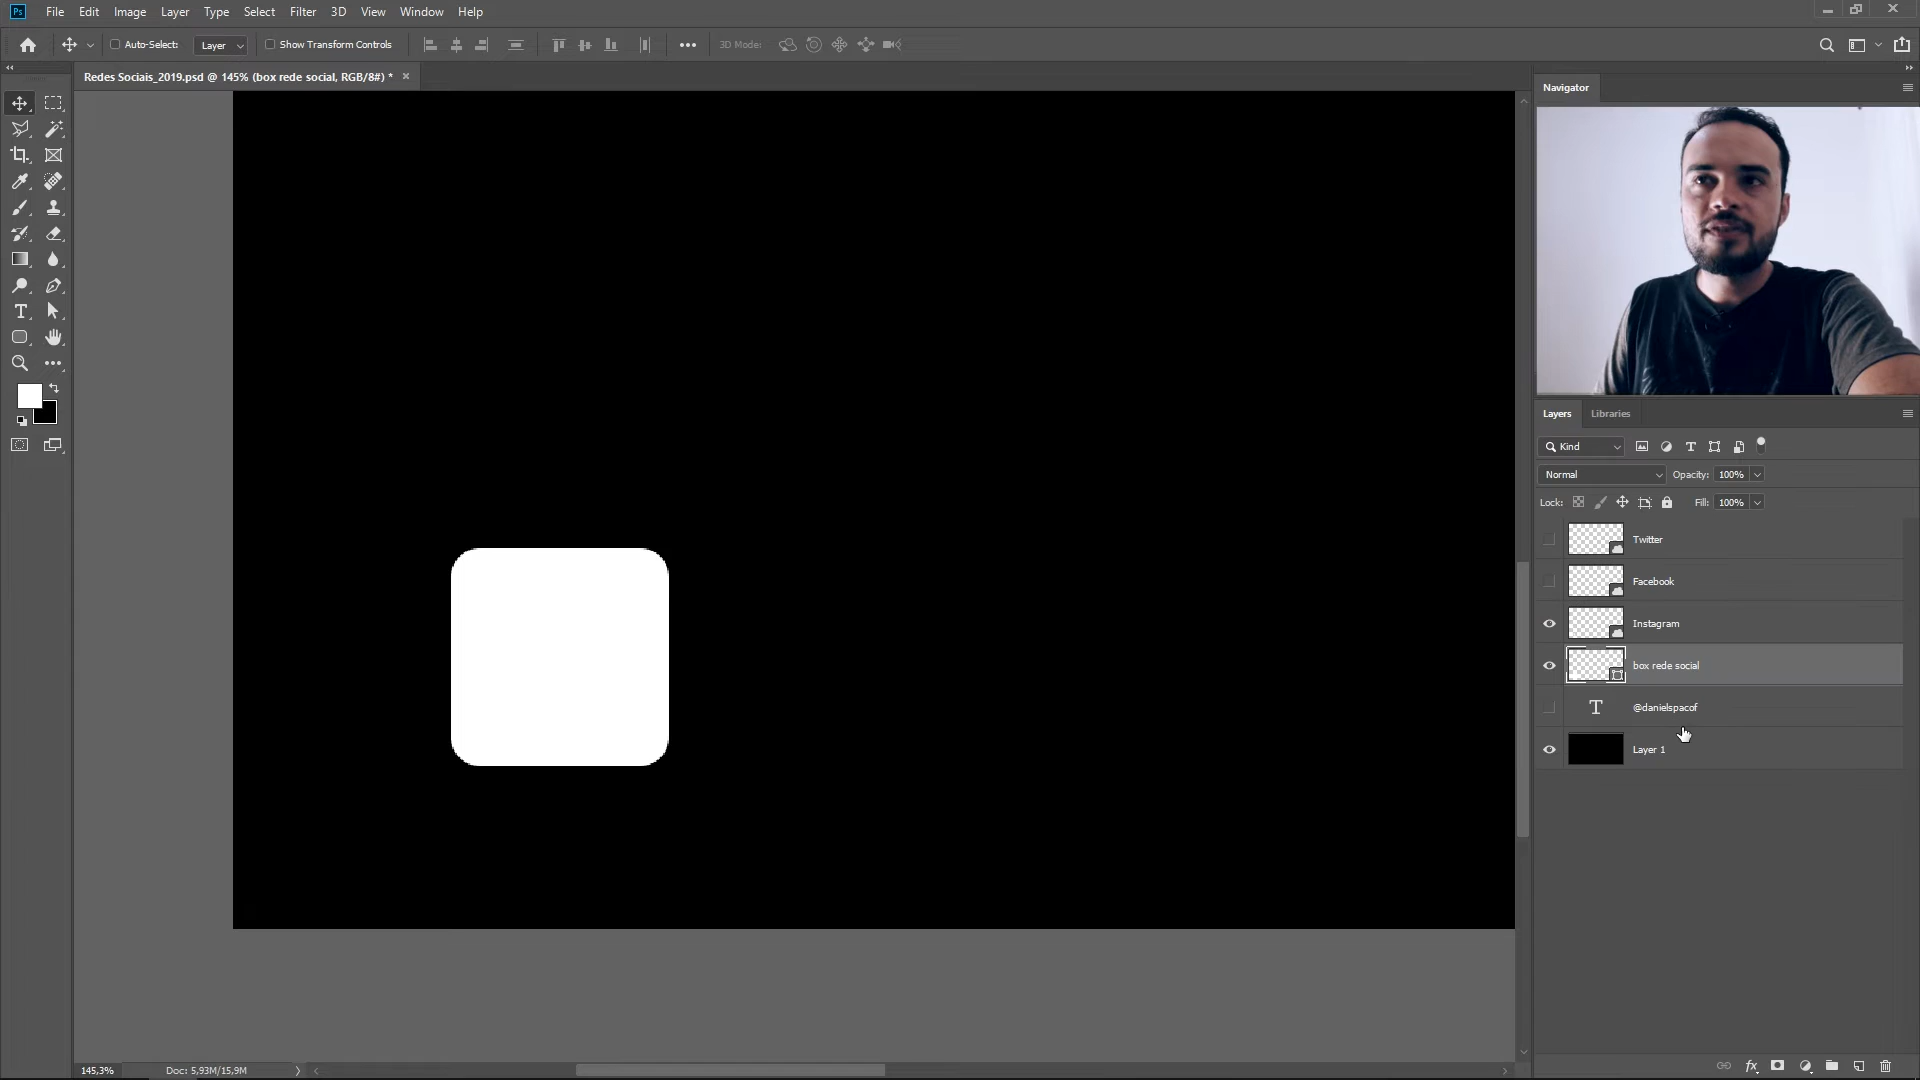 Ps File Edit Image Layer Type Select Filter 3D View Window Help
Auto-Select: Layer Show Transform Controls 3D Mode:
Redes Sociais_2019.psd @ 145% (box rede social, RGB/8#) * ×
Navigator
Layers Libraries
Kind
Normal Opacity: 100%
Lock: Fill: 100%
Twitter
Facebook
Instagram
box rede social
@danielspacof
Layer 1
145,3% Doc: 5,93M/15,9M